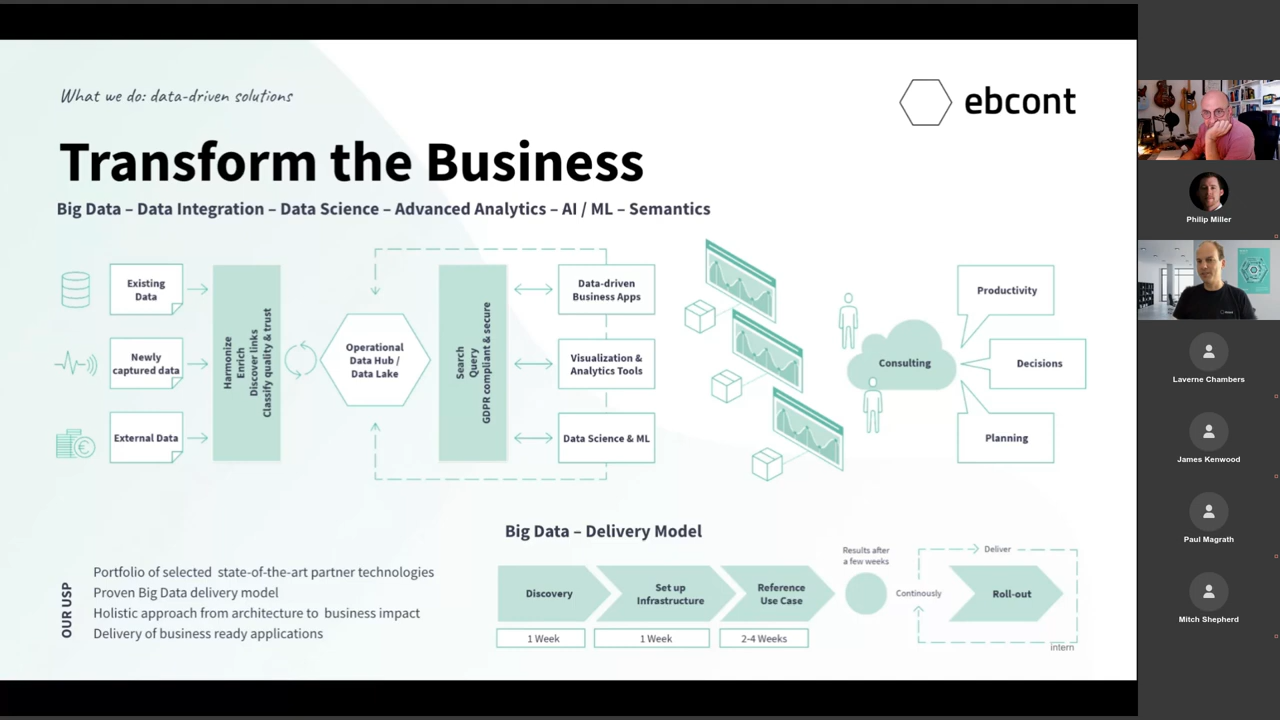 What we do: data-driven solutions
ebcont
Transform the Business
Big Data – Data Integration – Data Science – Advanced Analytics – AI / ML – Semantics
Existing
Data
Newly
captured data
External Data
Harmonize
Enrich
Discover links
Classify quality & trust
Operational
Data Hub /
Data Lake
Search
Query
GDPR compliant & secure
Data-driven
Business Apps
Visualization &
Analytics Tools
Data Science & ML
Consulting
Productivity
Decisions
Planning
OUR USP
Portfolio of selected state-of-the-art partner technologies
Proven Big Data delivery model
Holistic approach from architecture to business impact
Delivery of business ready applications
Big Data – Delivery Model
Discovery
1 Week
Set up
Infrastructure
1 Week
Reference
Use Case
2-4 Weeks
Results after
a few weeks
Continously
Deliver
Roll-out
intern
Philip Miller
Laverne Chambers
James Kenwood
Paul Magrath
Mitch Shepherd